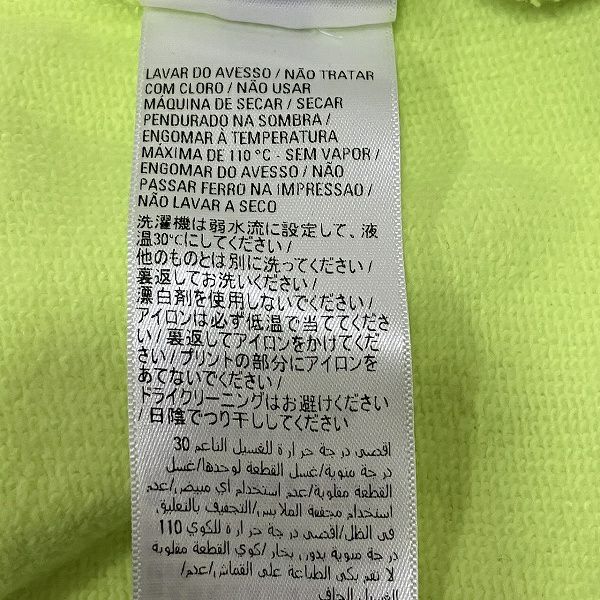 LAVAR DO AVESSO / NÃO TRATAR
COM CLORO / NÃO USAR
MÁQUINA DE SECAR / SECAR
PENDURADO NA SOMBRA /
ENGOMAR À TEMPERATURA
MÁXIMA DE 110 °C - SEM VAPOR /
ENGOMAR DO AVESSO / NÃO
PASSAR FERRO NA IMPRESSAO /
NÃO LAVAR A SECO
洗濯機は弱水流に設定して、液
温30℃にしてください/
他のものとは別に洗ってください/
裏返してお洗いください/
漂白剤を使用しないでください/
アイロンは必ず低温で当ててくださ
さい/裏返してアイロンをかけてくだ
さい/プリントの部分にアイロンを
あてないでください/
ドライクリーニングはお避けください
/日陰でつり干ししてください
أقصى درجة حرارة للغسيل الناعم 30
درجة مئوية/غسل القطعة لوحدها/غسل
القطعة مقلوبة/عدم استخدام أي مبيض/عدم
استخدام مجففة الملابس/التجفيف بالتعليق
في الظل/أقصى درجة حرارة للكوي 110
درجة مئوية بدون بخار/كوي القطعة مقلوبة
لا تقم بكي الطباعة على القماش/عدم
الغسيل الجاف